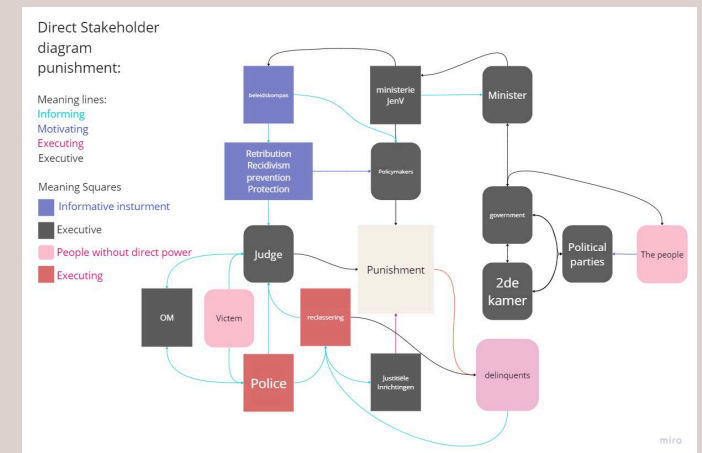 Direct Stakeholder
diagram
punishment:
Meaning lines:
Informing
Motivating
Executing
Executive
Meaning Squares
Informative insturment
Executive
People without direct power
Executing
beleidskompas
ministerie
JenV
Minister
Retribution
Recidivism
prevention
Protection
Policymakers
government
Political
parties
The people
2de
kamer
Judge
Punishment
OM
Victem
reclassering
Police
Justitiële
Inrichtingen
delinquents
miro